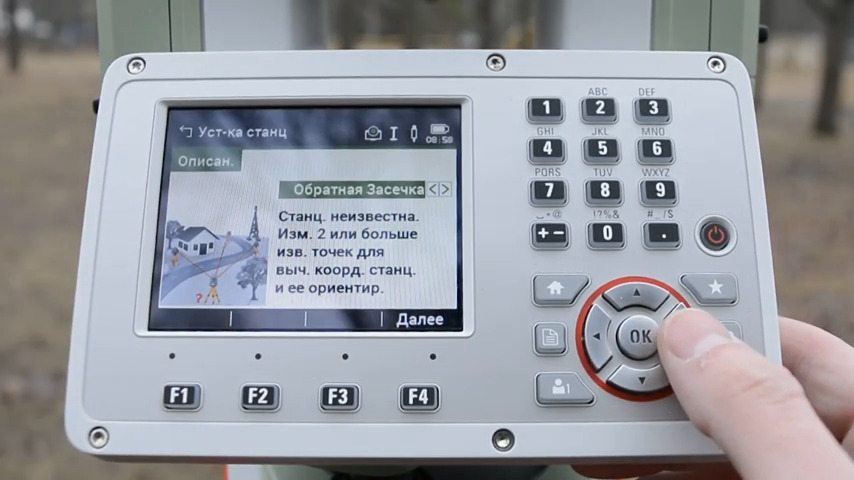 Уст-ка станц
08:58
Описан.
Обратная Засечка
Станц. неизвестна.
Изм. 2 или больше
изв. точек для
выч. коорд. станц.
и ее ориентир.
?
Далее
F1 F2 F3 F4
ABC DEF
1 2 3
GHI JKL MNO
4 5 6
PQRS TUV WXYZ
7 8 9
!?%&
+- 0 .
OK
1